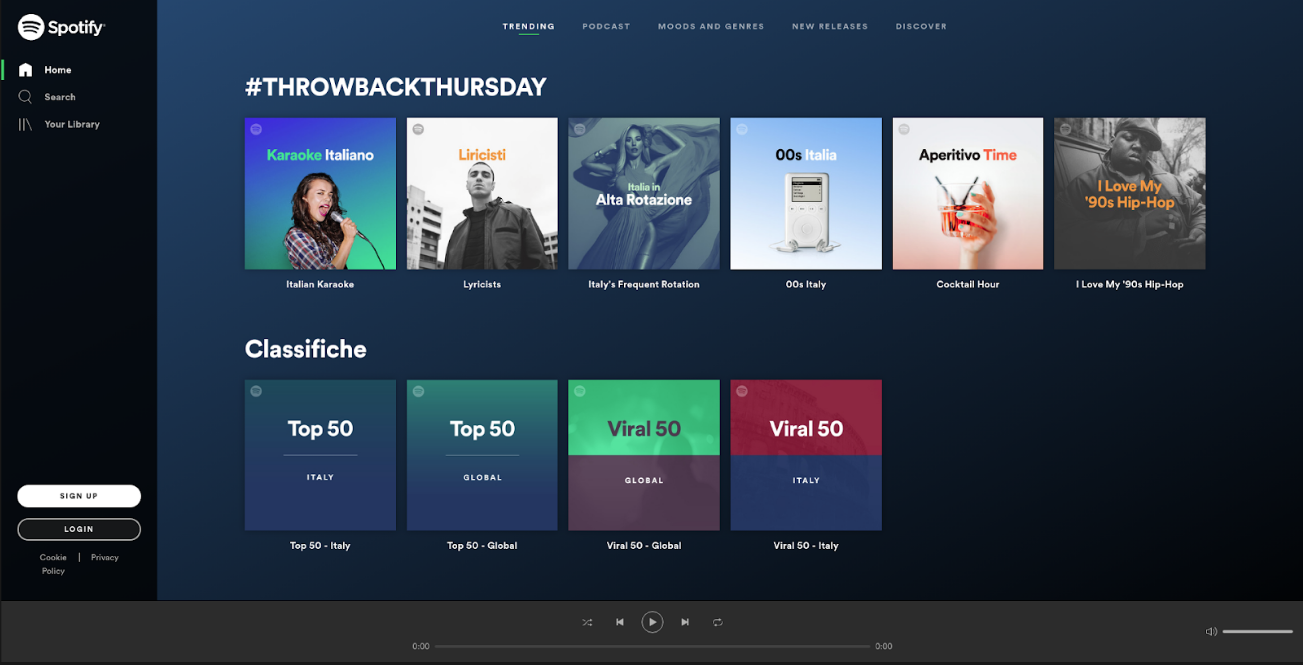 Spotify
Home
Search
Your Library
SIGN UP
LOGIN
Cookie | Privacy
Policy
TRENDING PODCAST MOODS AND GENRES NEW RELEASES DISCOVER
#THROWBACKTHURSDAY
Karaoke Italiano
Liricisti
Italia in
Alta Rotazione
00s Italia
Aperitivo Time
I Love My
'90s Hip-Hop
Italian Karaoke
Lyricists
Italy's Frequent Rotation
00s Italy
Cocktail Hour
I Love My '90s Hip-Hop
Classifiche
Top 50
ITALY
Top 50
GLOBAL
Viral 50
GLOBAL
Viral 50
ITALY
Top 50 - Italy
Top 50 - Global
Viral 50 - Global
Viral 50 - Italy
0:00
0:00